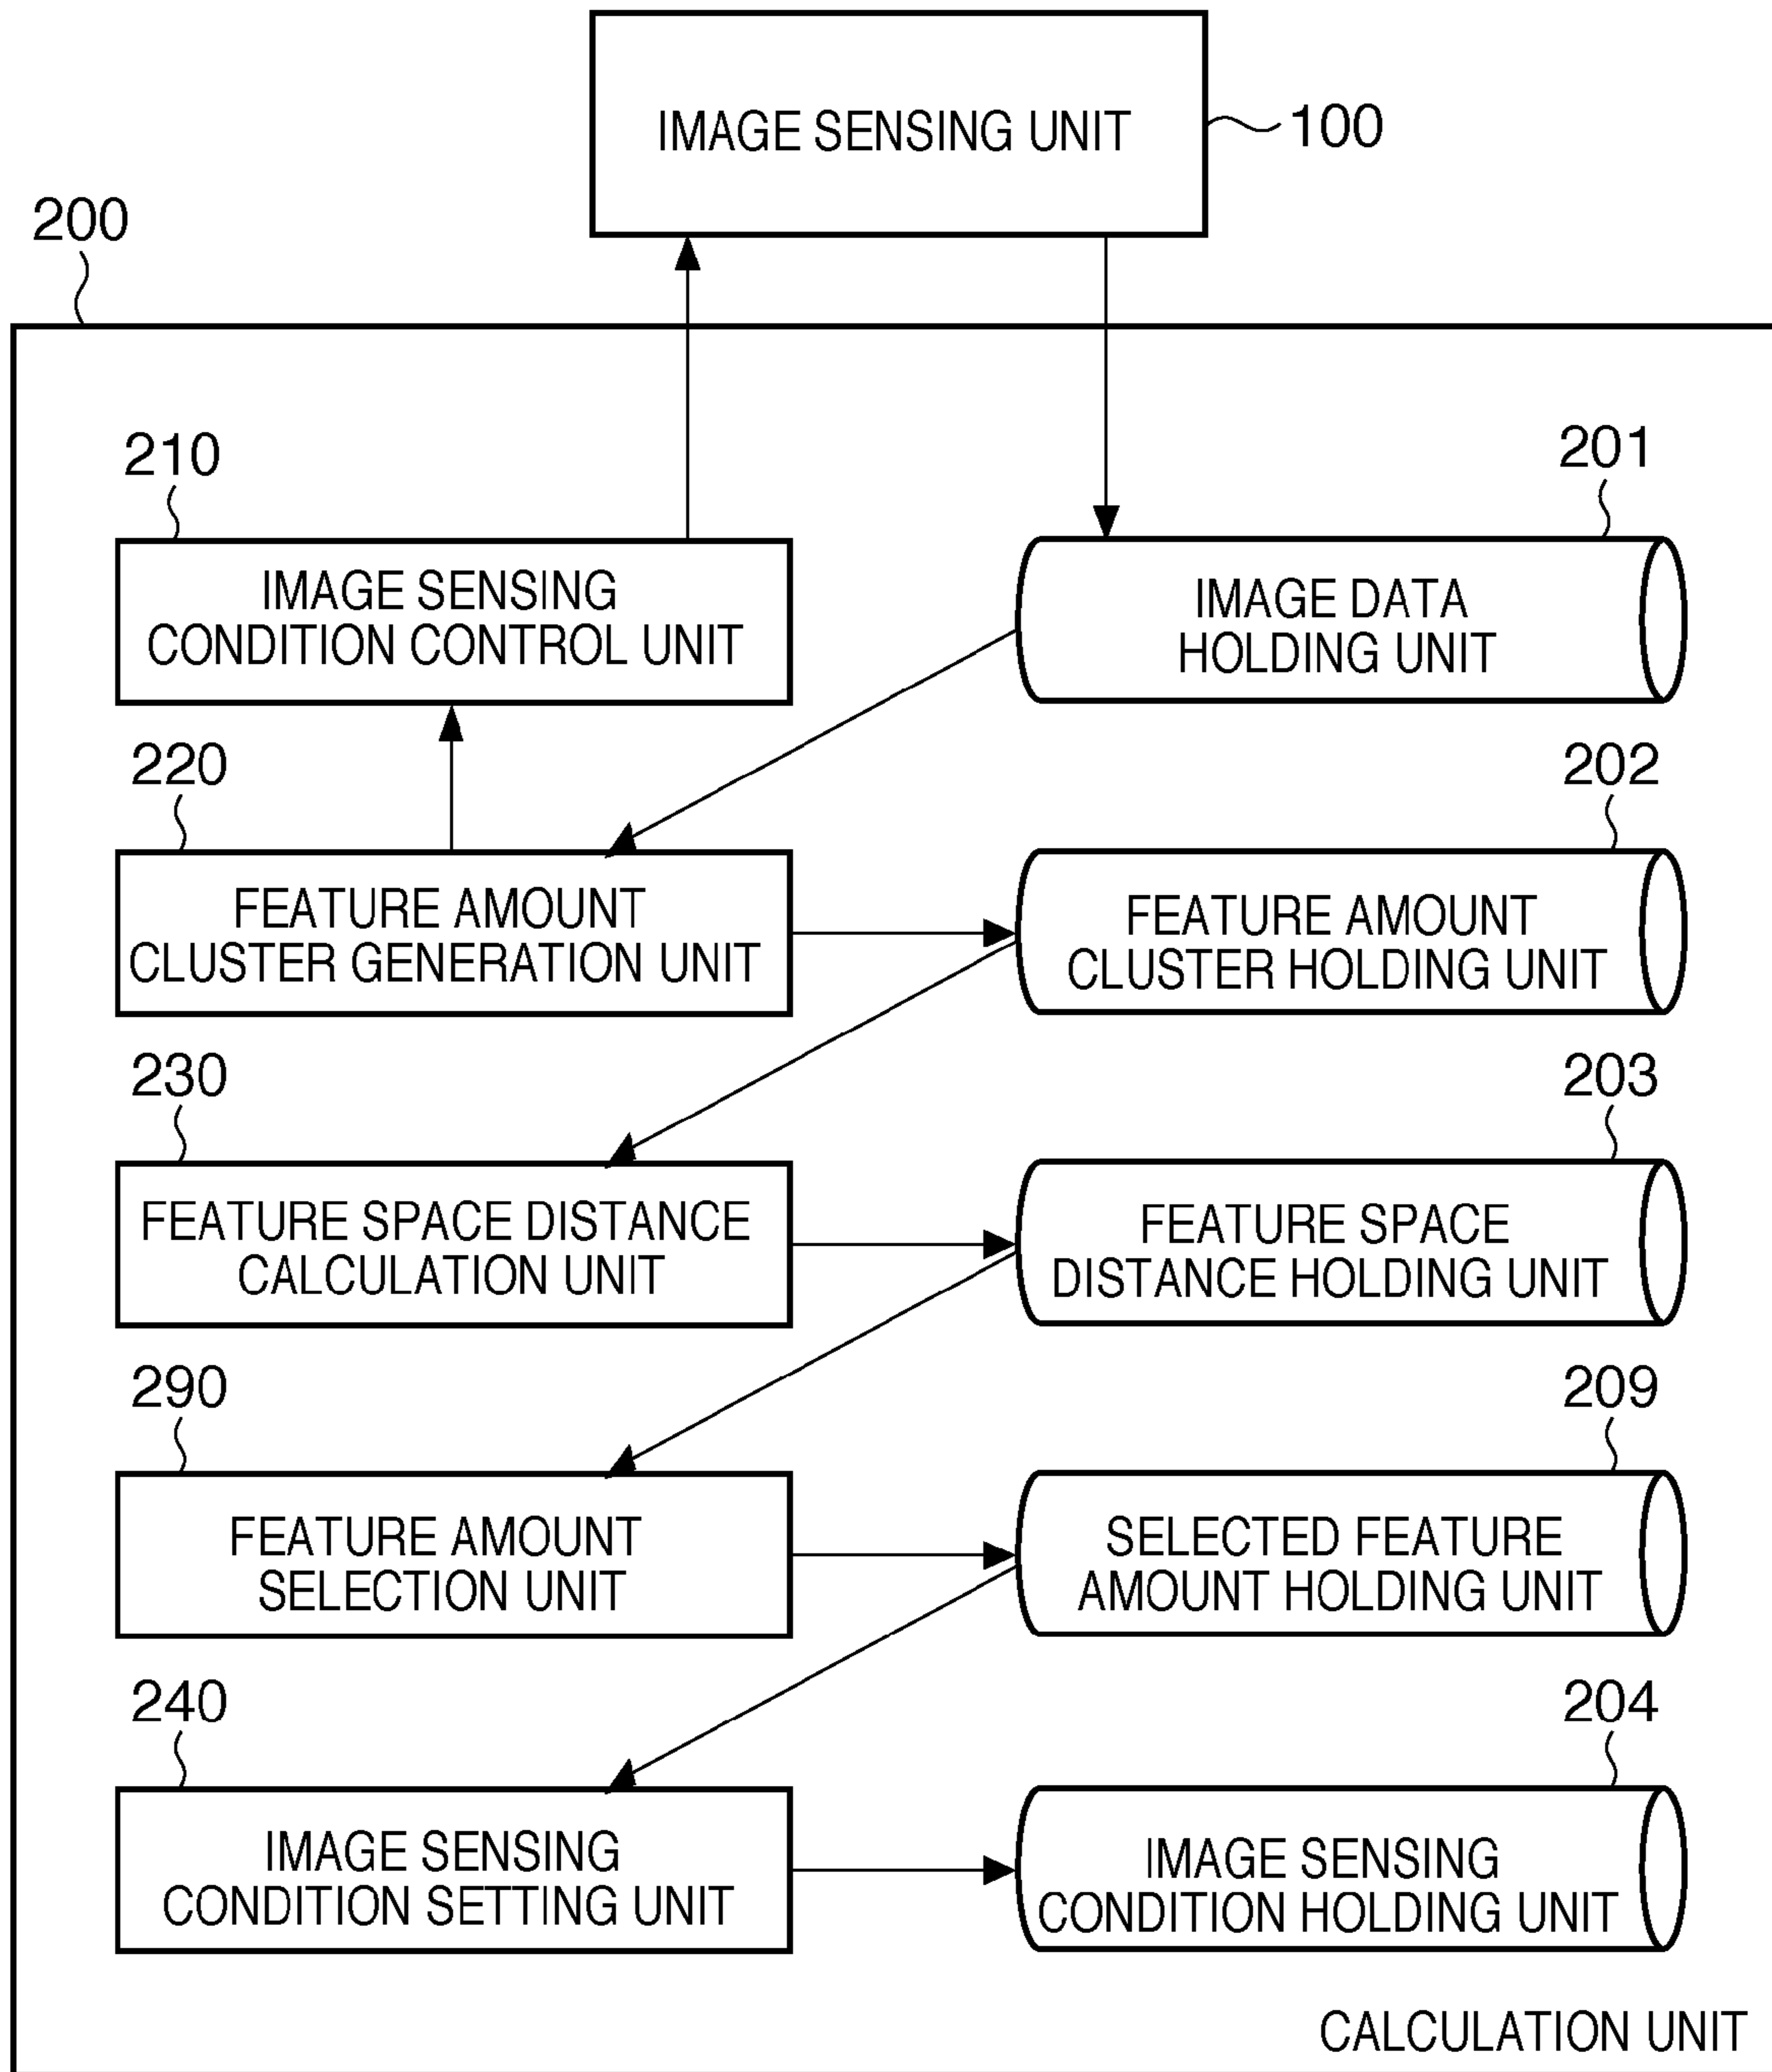 IMAGE SENSING UNIT
100
200
210
IMAGE SENSING
CONDITION CONTROL UNIT
201
IMAGE DATA
HOLDING UNIT
220
FEATURE AMOUNT
CLUSTER GENERATION UNIT
202
FEATURE AMOUNT
CLUSTER HOLDING UNIT
230
FEATURE SPACE DISTANCE
CALCULATION UNIT
203
FEATURE SPACE
DISTANCE HOLDING UNIT
290
FEATURE AMOUNT
SELECTION UNIT
209
SELECTED FEATURE
AMOUNT HOLDING UNIT
240
IMAGE SENSING
CONDITION SETTING UNIT
204
IMAGE SENSING
CONDITION HOLDING UNIT
CALCULATION UNIT